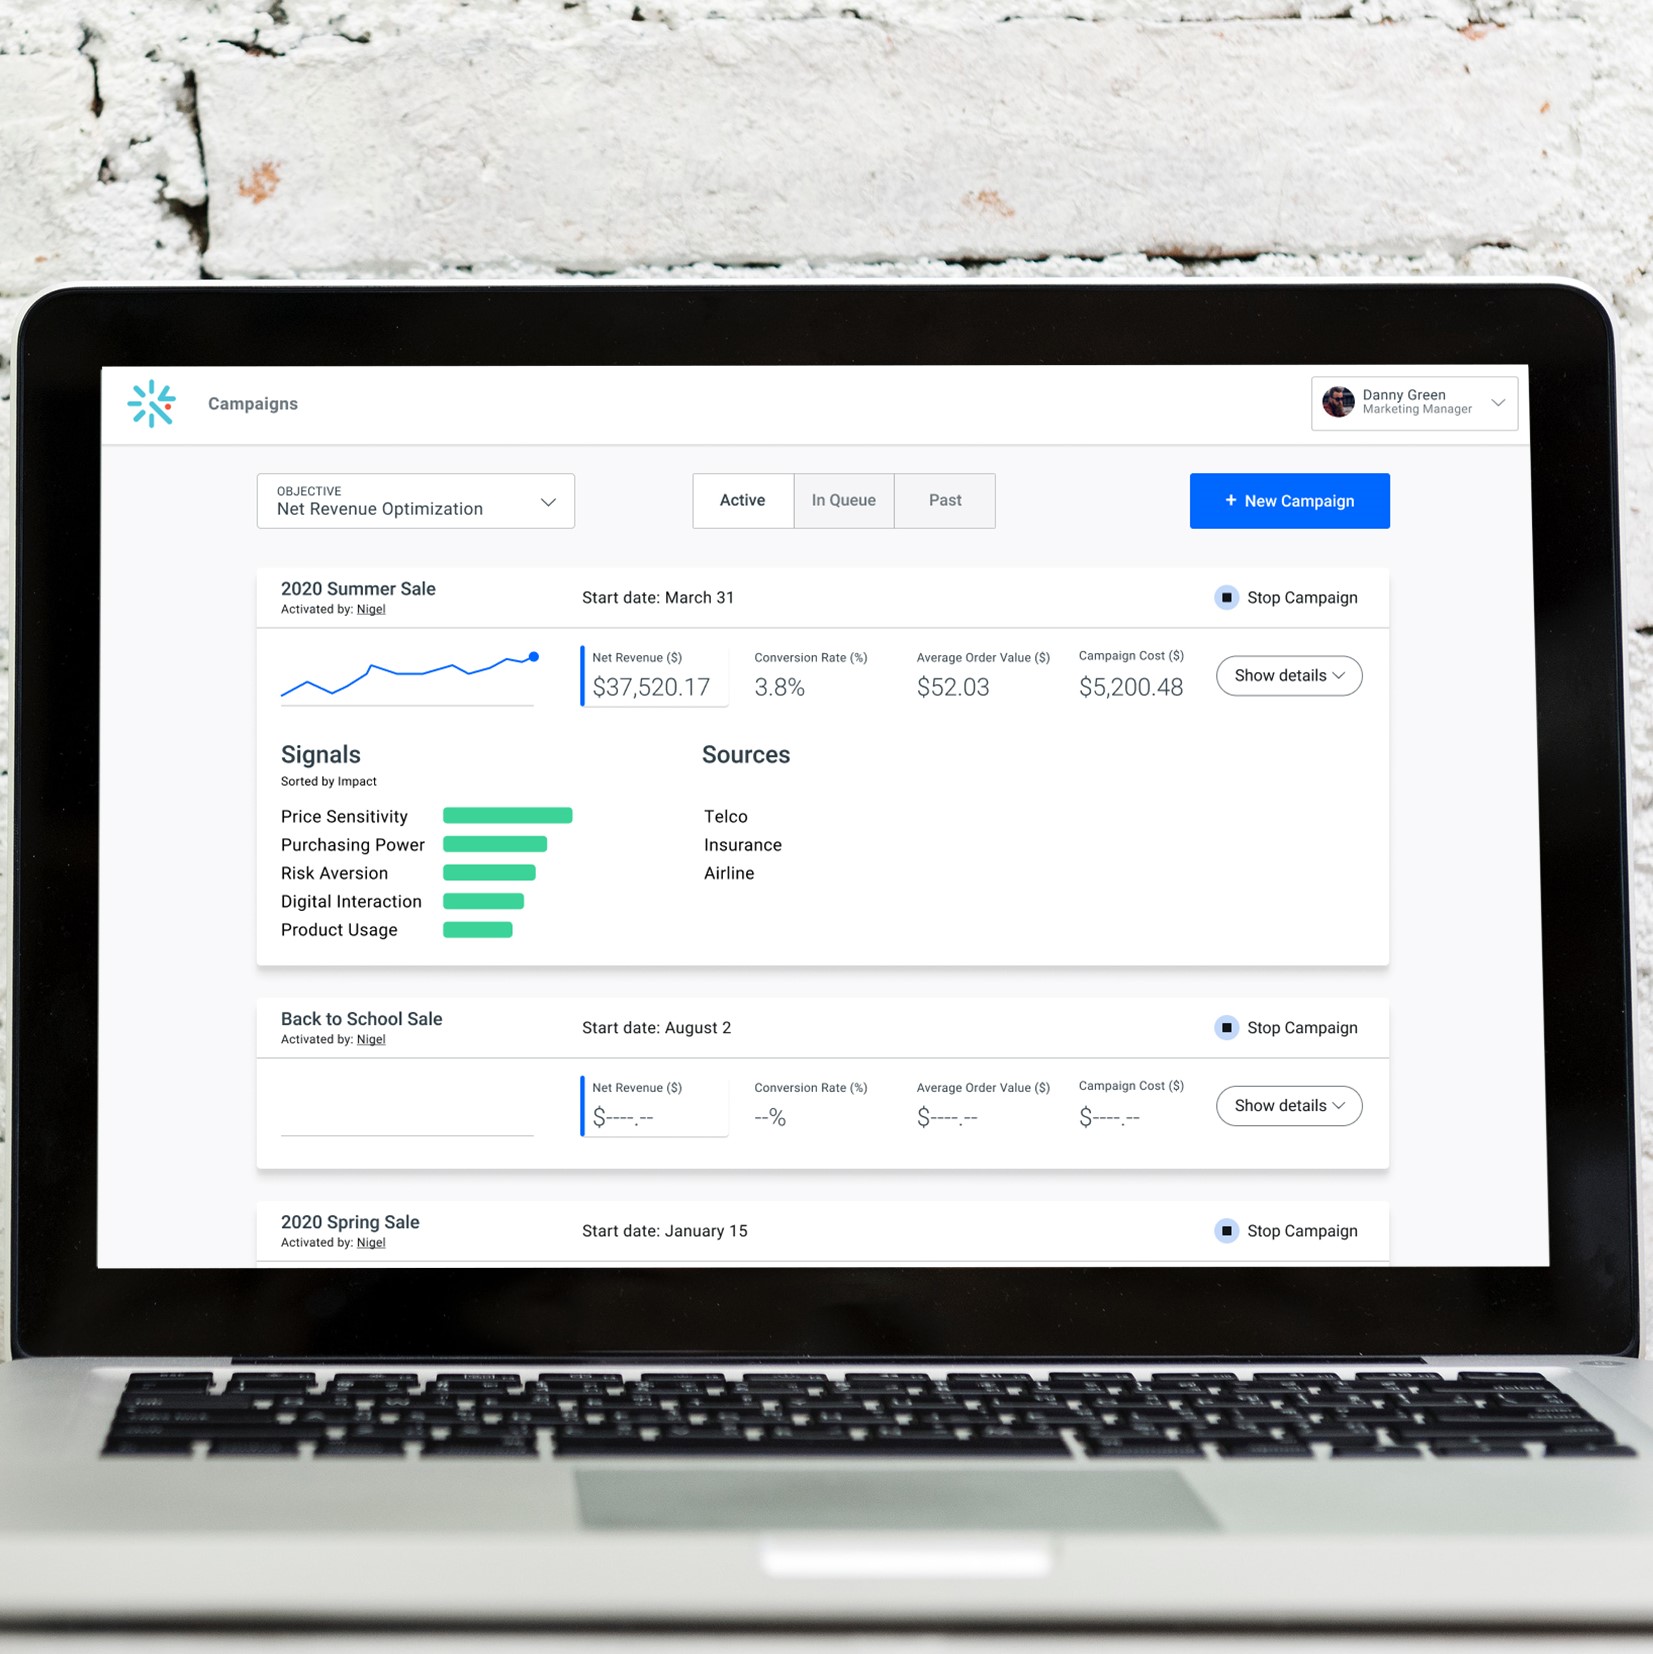 Campaigns
Danny Green
Marketing Manager
OBJECTIVE
Net Revenue Optimization
Active
In Queue
Past
+ New Campaign
2020 Summer Sale
Activated by: Nigel
Start date: March 31
Stop Campaign
Net Revenue ($)
$37,520.17
Conversion Rate (%)
3.8%
Average Order Value ($)
$52.03
Campaign Cost ($)
$5,200.48
Show details
Signals
Sorted by Impact
Price Sensitivity
Purchasing Power
Risk Aversion
Digital Interaction
Product Usage
Sources
Telco
Insurance
Airline
Back to School Sale
Activated by: Nigel
Start date: August 2
Stop Campaign
Net Revenue ($)
$----.--
Conversion Rate (%)
--%
Average Order Value ($)
$----.--
Campaign Cost ($)
$----.--
Show details
2020 Spring Sale
Activated by: Nigel
Start date: January 15
Stop Campaign